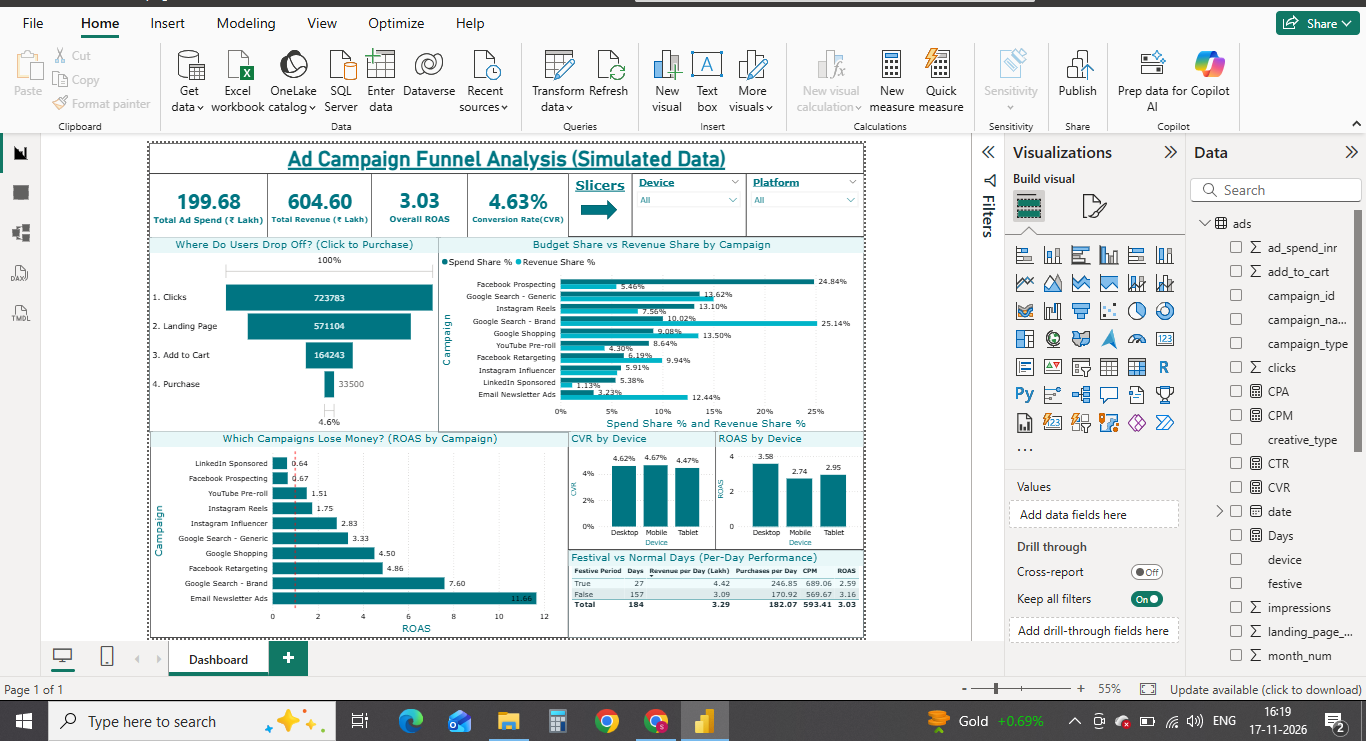 File Home Insert Modeling View Optimize Help Share
Paste Cut Copy Format painter
Get data Excel workbook OneLake catalog SQL Server Enter data Dataverse Recent sources Transform data Refresh New visual Text box More visuals New visual calculation New measure Quick measure Sensitivity Publish Prep data for AI Copilot
Clipboard Data Queries Insert Calculations Sensitivity Share Copilot
Ad Campaign Funnel Analysis (Simulated Data)
199.68
Total Ad Spend (₹ Lakh)
604.60
Total Revenue (₹ Lakh)
3.03
Overall ROAS
4.63%
Conversion Rate(CVR)
Slicers
Device
All
Platform
All
Where Do Users Drop Off? (Click to Purchase)
100%
1. Clicks 723783
2. Landing Page 571104
3. Add to Cart 164243
4. Purchase 33500
4.6%
Budget Share vs Revenue Share by Campaign
Spend Share % Revenue Share %
Campaign
Facebook Prospecting 24.84% 5.46%
Google Search - Generic 13.62%
Instagram Reels 13.10% 7.56%
Google Search - Brand 10.02% 25.14%
Google Shopping 9.08% 13.50%
YouTube Pre-roll 8.64% 4.30%
Facebook Retargeting 6.19% 9.94%
Instagram Influencer 5.91%
LinkedIn Sponsored 5.38% 1.13%
Email Newsletter Ads 3.23% 12.44%
0% 5% 10% 15% 20% 25%
Spend Share % and Revenue Share %
Which Campaigns Lose Money? (ROAS by Campaign)
Campaign
LinkedIn Sponsored 0.64
Facebook Prospecting 0.67
YouTube Pre-roll 1.51
Instagram Reels 1.75
Instagram Influencer 2.83
Google Search - Generic 3.33
Google Shopping 4.50
Facebook Retargeting 4.86
Google Search - Brand 7.60
Email Newsletter Ads 11.66
0 2 4 6 8 10 12
ROAS
CVR by Device
CVR
4.62% 4.67% 4.47%
4%
2%
0%
Desktop Mobile Tablet
Device
ROAS by Device
ROAS
3.58 2.74 2.95
4
2
0
Desktop Mobile Tablet
Device
Festival vs Normal Days (Per-Day Performance)
Festive Period Days Revenue per Day (Lakh) Purchases per Day CPM ROAS
True 27 4.42 246.85 689.06 2.59
False 157 3.09 170.92 569.67 3.16
Total 184 3.29 182.07 593.41 3.03
Filters
Visualizations
Build visual
Values
Add data fields here
Drill through
Cross-report Off
Keep all filters On
Add drill-through fields here
Data
Search
ads
ad_spend_inr
add_to_cart
campaign_id
campaign_na...
campaign_type
clicks
CPA
CPM
creative_type
CTR
CVR
date
Days
device
festive
impressions
landing_page_...
month_num
DAX
TMDL
Dashboard
Page 1 of 1
- + 55% Update available (click to download)
Type here to search
Gold +0.69%
ENG
16:19
17-11-2026
2